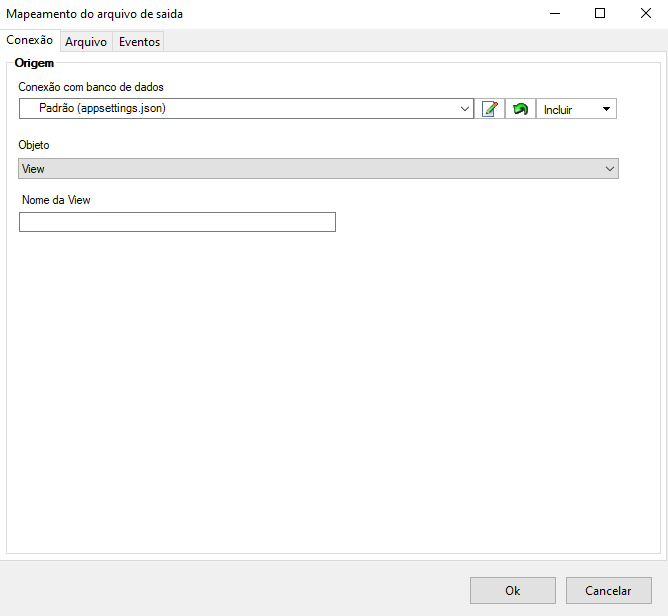 Mapeamento do arquivo de saida
Conexão Arquivo Eventos
Origem
Conexão com banco de dados
Padrão (appsettings.json) Incluir
Objeto
View
Nome da View
Ok Cancelar